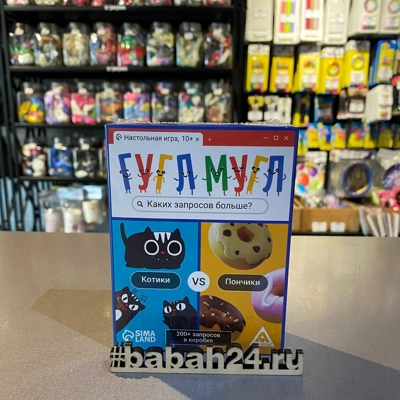 Настольная игра, 10+ ×
ГУГЛ МУГЛ
Каких запросов больше?
Котики
VS
Пончики
SIMA
LAND
200+ запросов
в коробке
#babah24.ru